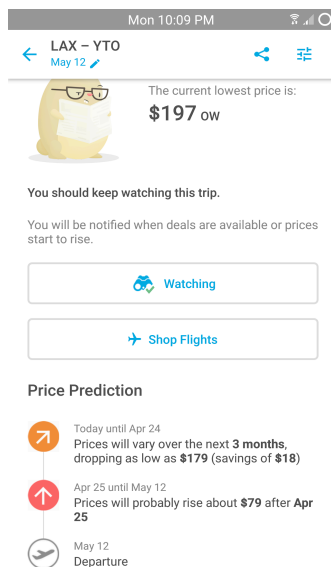 Mon 10:09 PM
LAX – YTO
May 12
The current lowest price is:
$197 OW
You should keep watching this trip.
You will be notified when deals are available or prices
start to rise.
Watching
Shop Flights
Price Prediction
Today until Apr 24
Prices will vary over the next 3 months,
dropping as low as $179 (savings of $18)
Apr 25 until May 12
Prices will probably rise about $79 after Apr
25
May 12
Departure